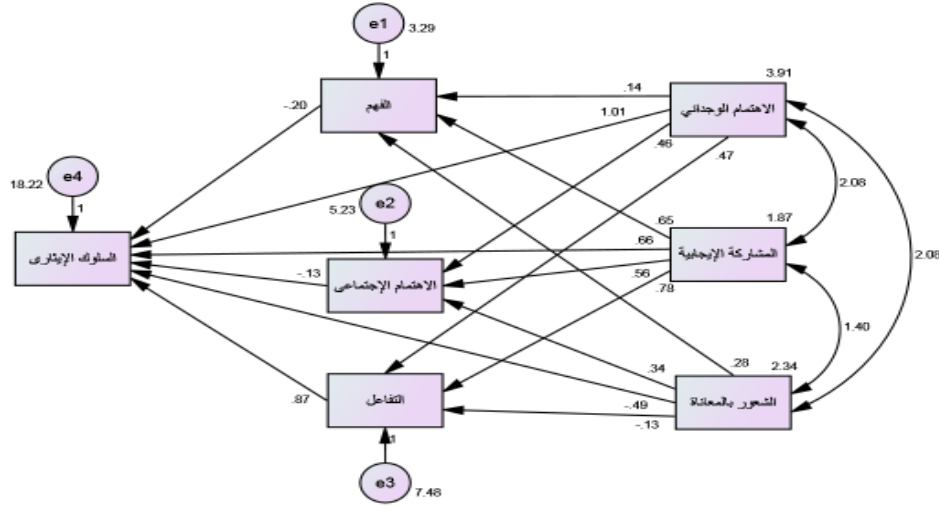 e1
3.29
1
3.91
الفهم
.14
الاهتمام الوجداني
-.20
1.01
.46
.47
e4
18.22
1
e2
5.23
1
2.08
1.87
.65
السلوك الإيثارى
.66
المشاركة الإيجابية
2.08
-.13
الاهتمام الإجتماعى
.56
.78
1.40
.34
.28
2.34
التفاعل
.87
-.49
الشعور بالمعاناة
-.13
1
e3
7.48